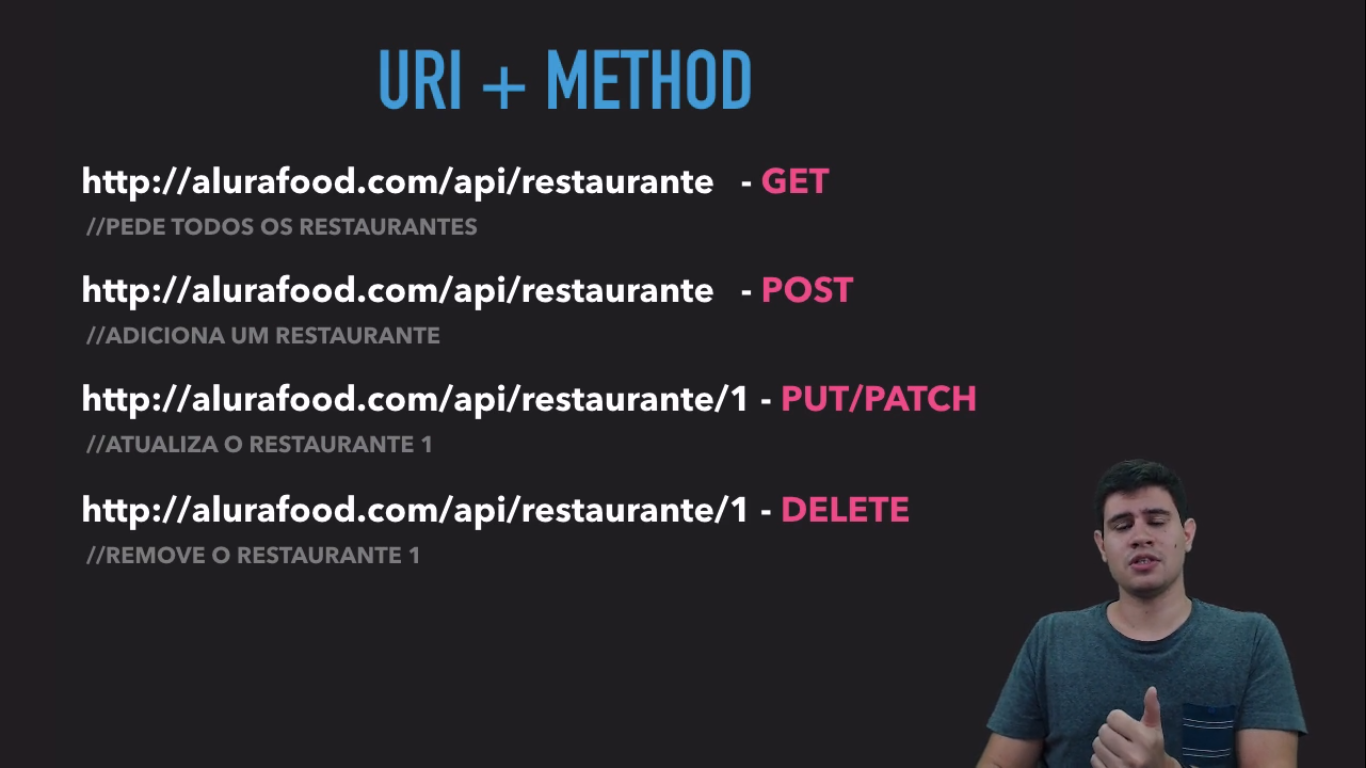 URI + METHOD
http://alurafood.com/api/restaurante - GET
//PEDE TODOS OS RESTAURANTES
http://alurafood.com/api/restaurante - POST
//ADICIONA UM RESTAURANTE
http://alurafood.com/api/restaurante/1 - PUT/PATCH
//ATUALIZA O RESTAURANTE 1
http://alurafood.com/api/restaurante/1 - DELETE
//REMOVE O RESTAURANTE 1